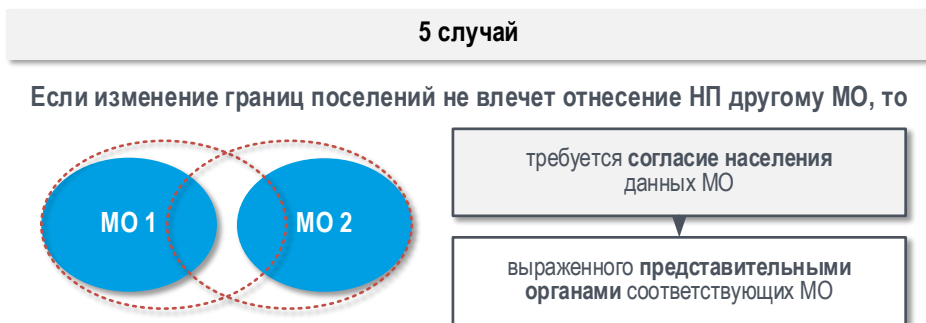 5 случай
Если изменение границ поселений не влечет отнесение НП другому МО, то
МО 1
МО 2
требуется согласие населения
данных МО
выраженного представительными
органами соответствующих МО